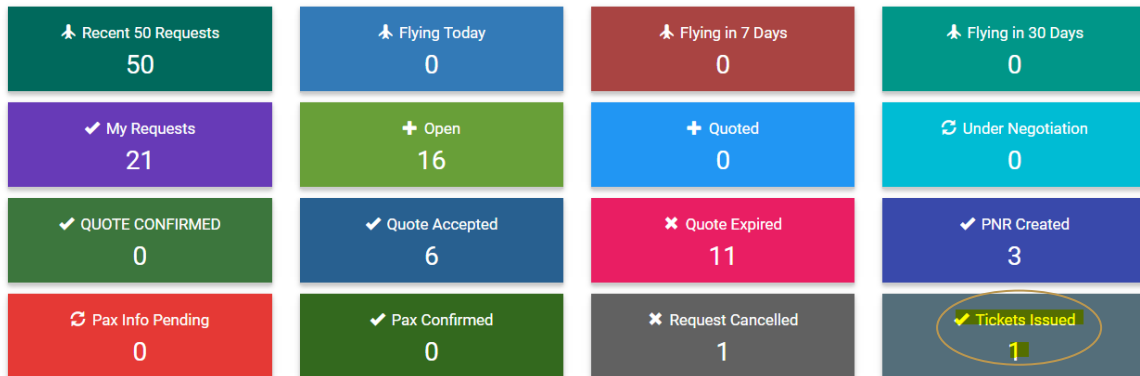 Recent 50 Requests
50
Flying Today
0
Flying in 7 Days
0
Flying in 30 Days
0
My Requests
21
Open
16
Quoted
0
Under Negotiation
0
QUOTE CONFIRMED
0
Quote Accepted
6
Quote Expired
11
PNR Created
3
Pax Info Pending
0
Pax Confirmed
0
Request Cancelled
1
Tickets Issued
1